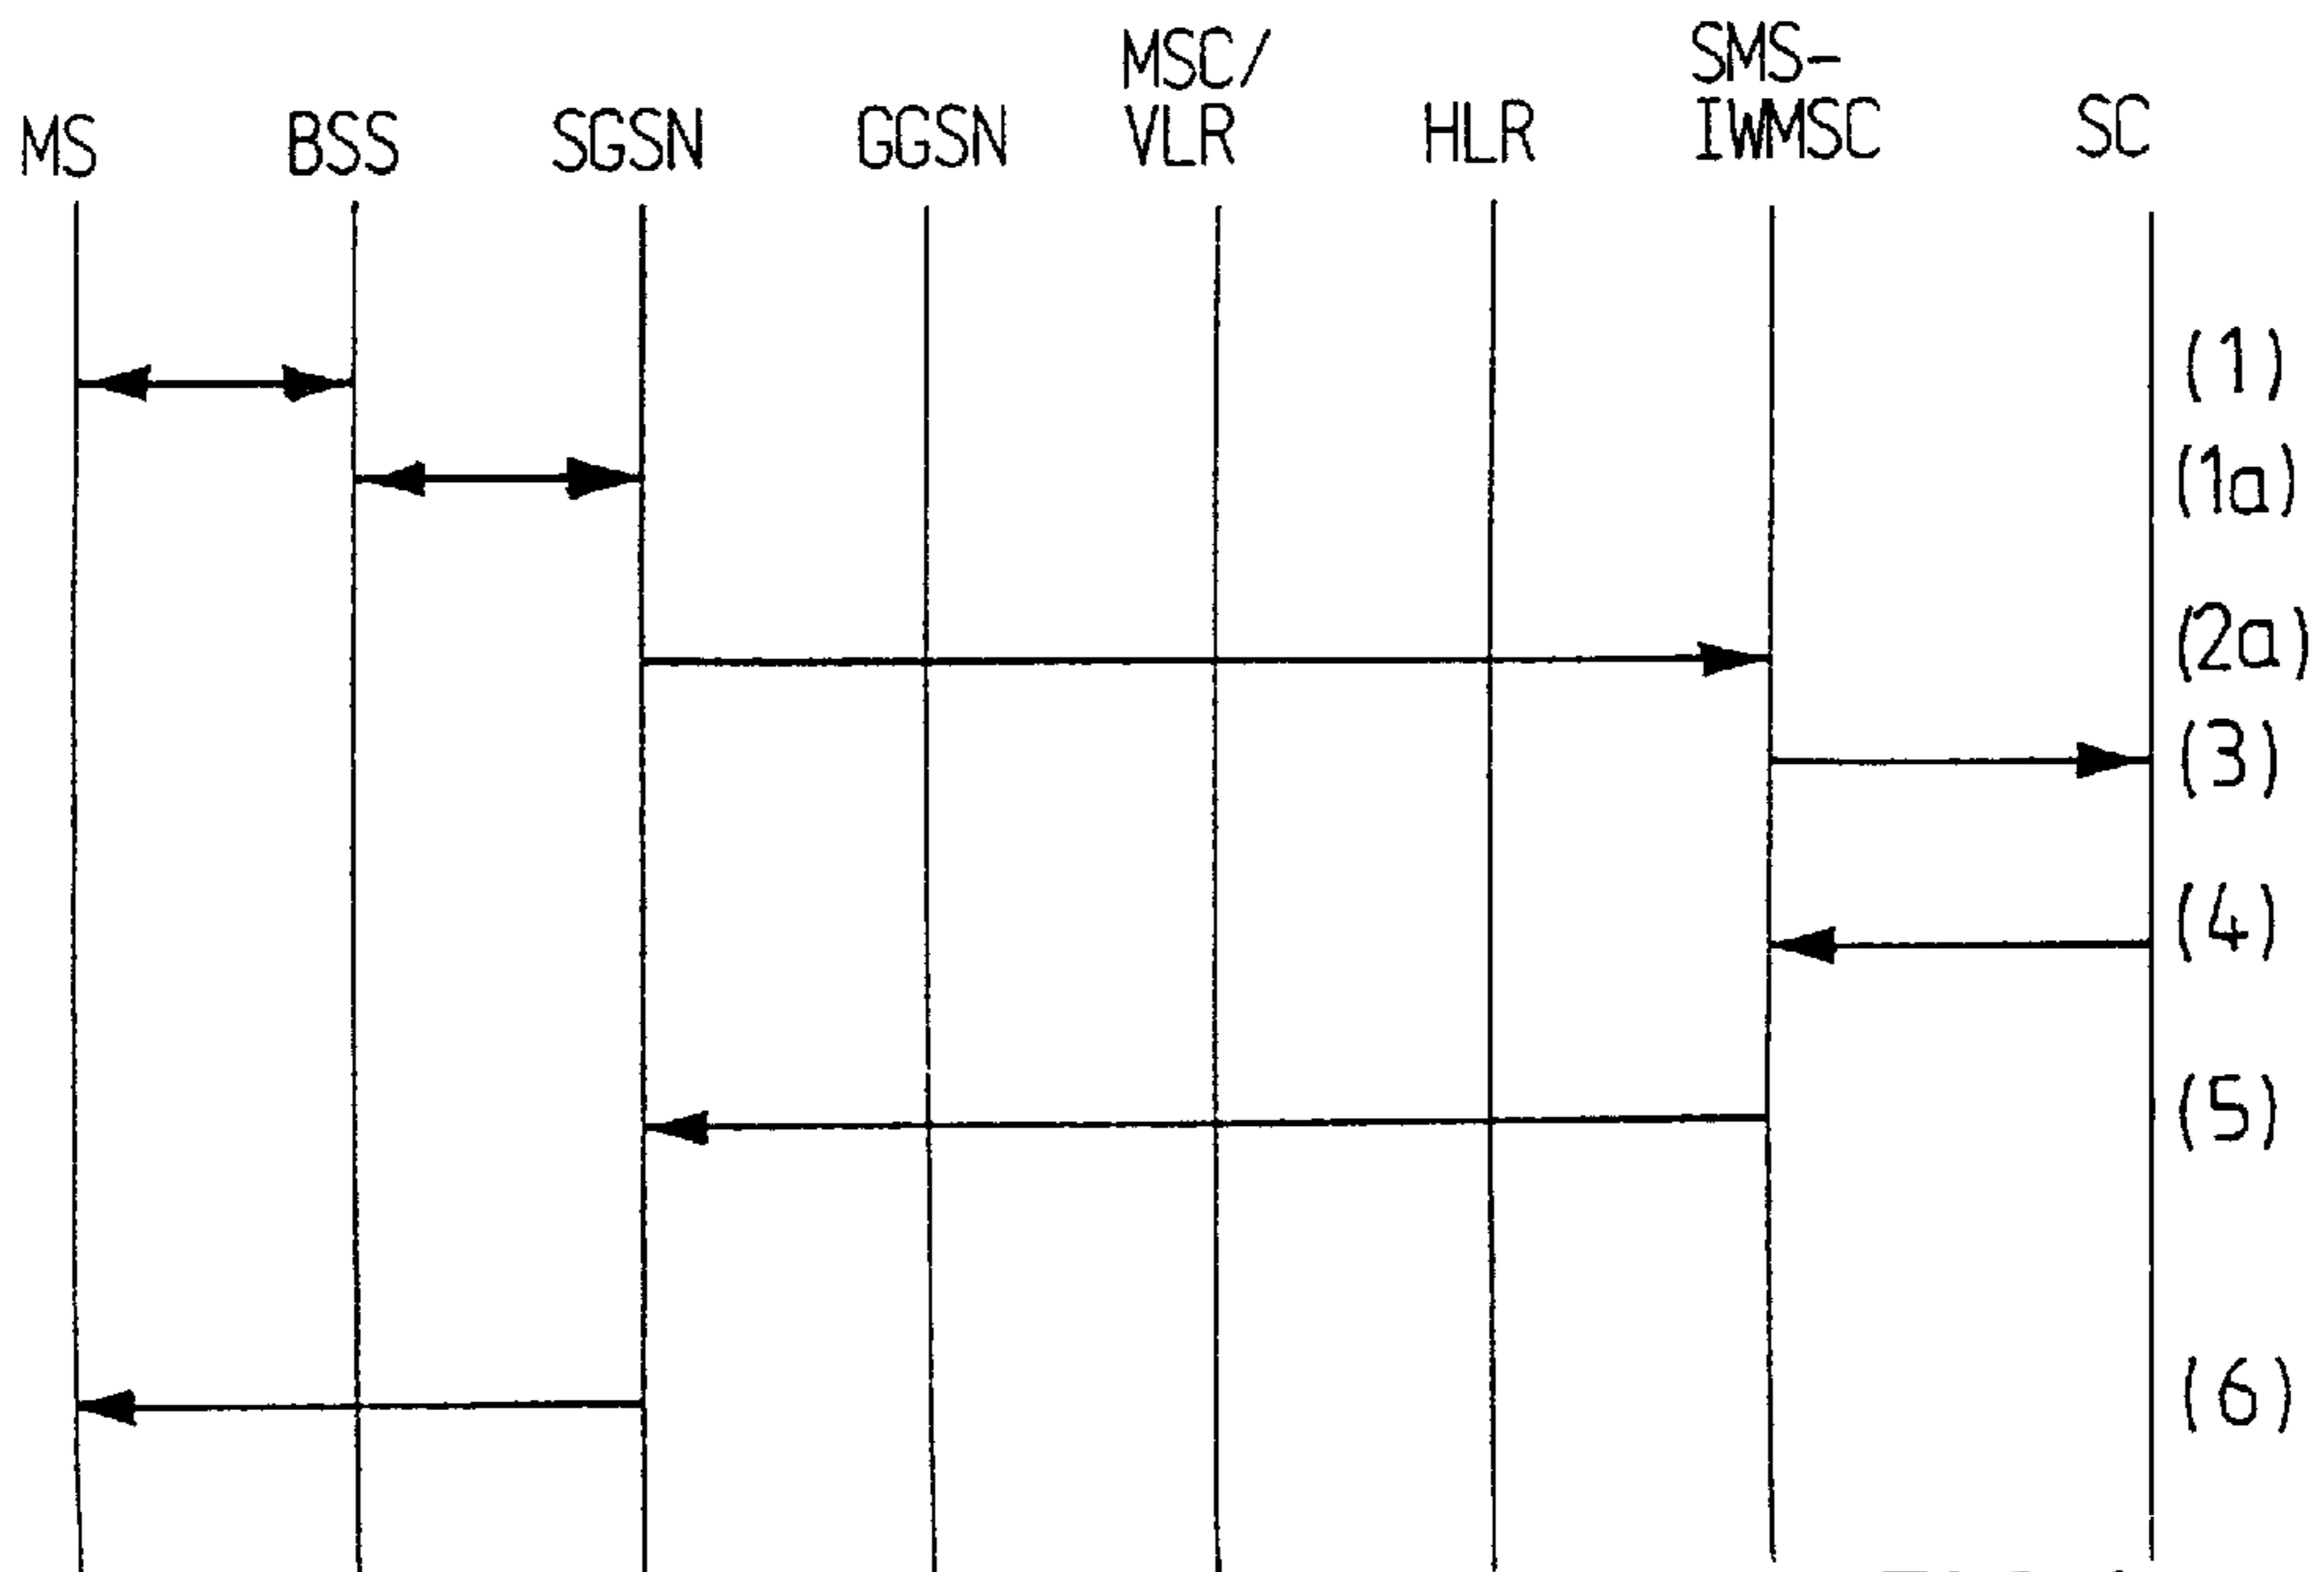 MS BSS SGSN GGSN MSC/ VLR HLR SMS- IWMSC SC
(1)
(1a)
(2a)
(3)
(4)
(5)
(6)